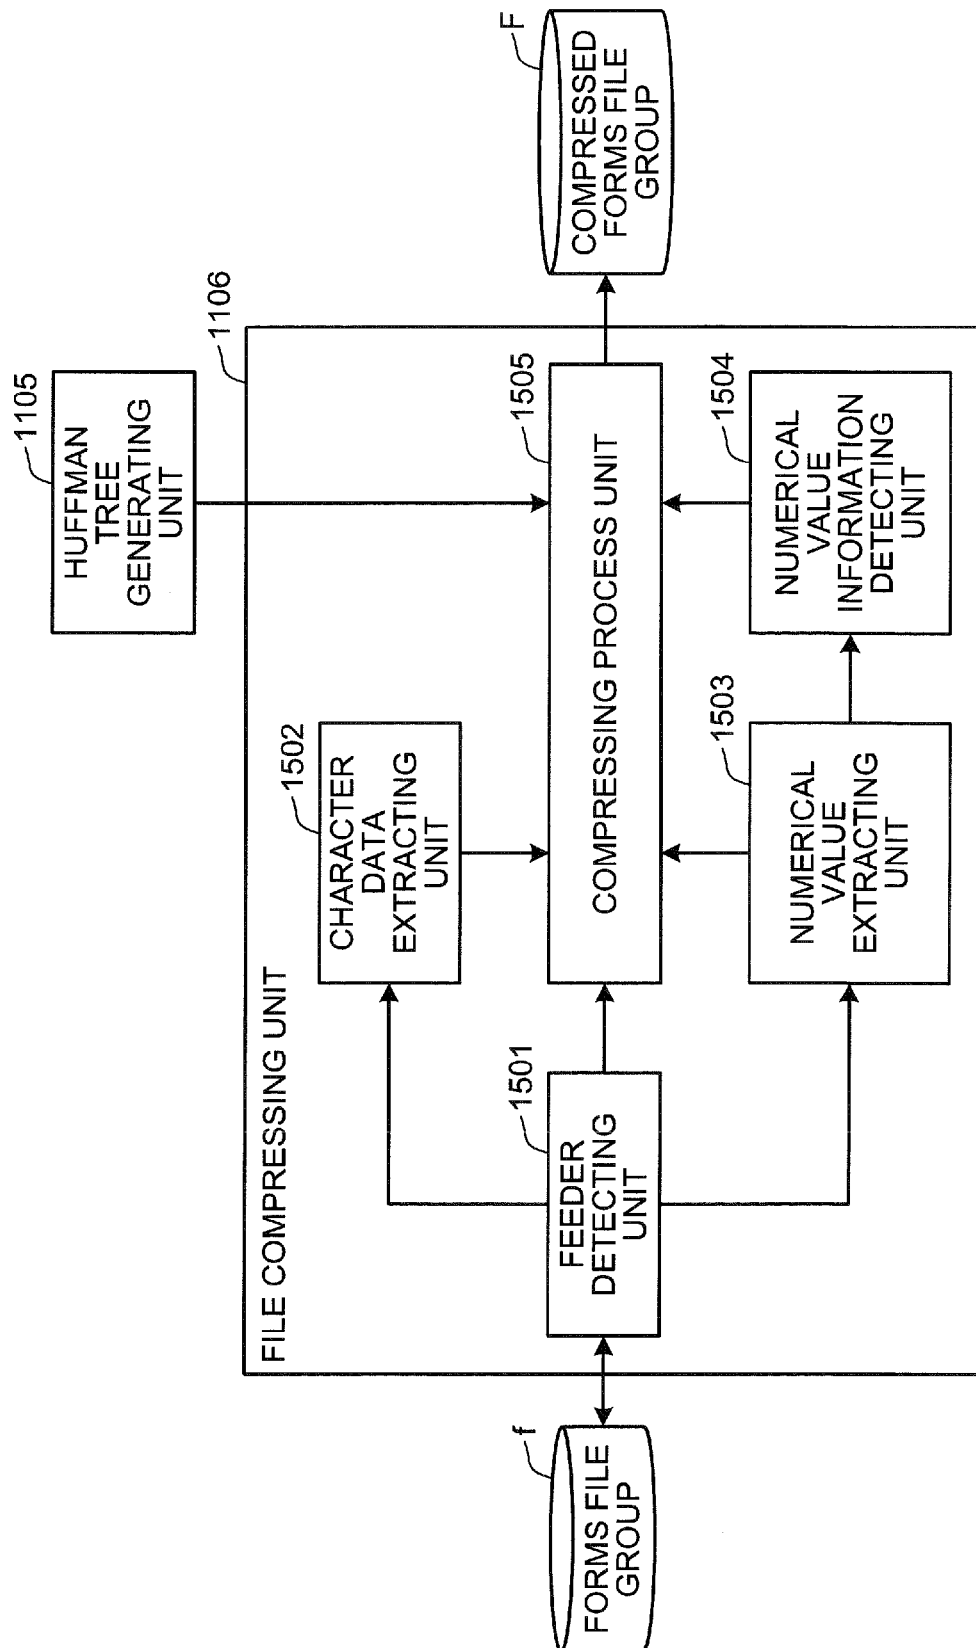 1105
HUFFMAN
TREE
GENERATING
UNIT
1106
FILE COMPRESSING UNIT
f
FORMS FILE
GROUP
1501
FEEDER
DETECTING
UNIT
1502
CHARACTER
DATA
EXTRACTING
UNIT
1505
COMPRESSING PROCESS UNIT
1503
NUMERICAL
VALUE
EXTRACTING
UNIT
1504
NUMERICAL
VALUE
INFORMATION
DETECTING
UNIT
F
COMPRESSED
FORMS FILE
GROUP